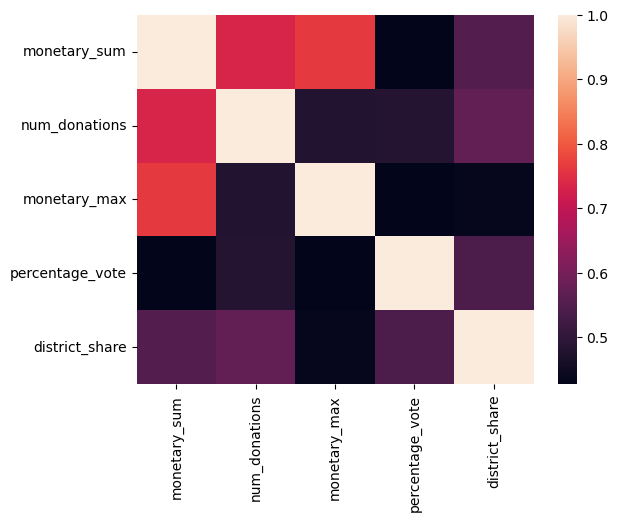 monetary_sum
num_donations
monetary_max
percentage_vote
district_share
monetary_sum
num_donations
monetary_max
percentage_vote
district_share
1.0
0.9
0.8
0.7
0.6
0.5